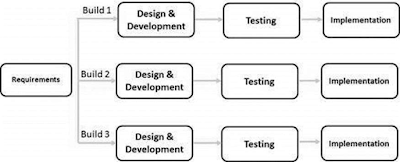 Build 1
Design &
Development
Testing
Implementation
Requirements
Build 2
Design &
Development
Testing
Implementation
Build 3
Design &
Development
Testing
Implementation